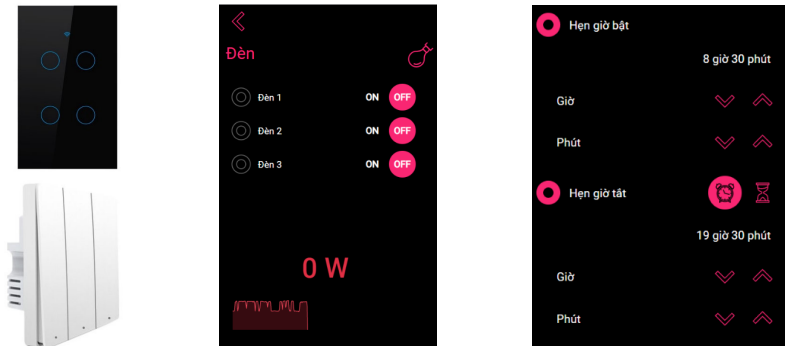 Đèn
Đèn 1 ON OFF
Đèn 2 ON OFF
Đèn 3 ON OFF
0 W
Hẹn giờ bật
8 giờ 30 phút
Giờ
Phút
Hẹn giờ tắt
19 giờ 30 phút
Giờ
Phút